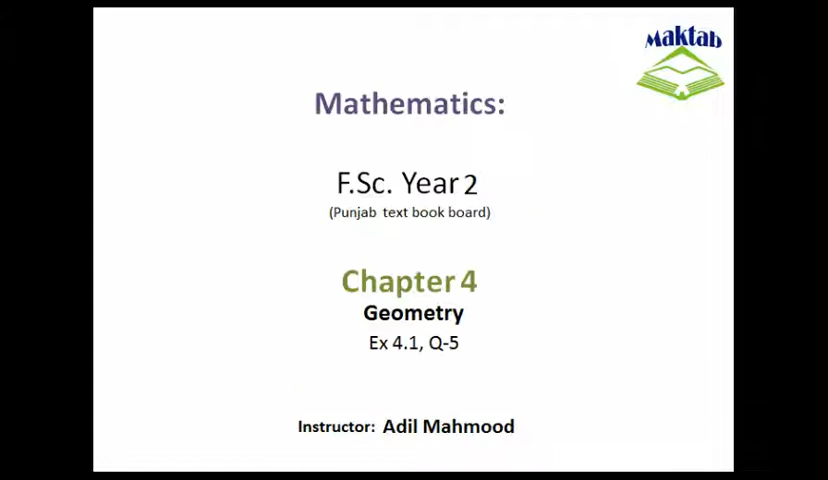 Maktab
Mathematics:
F.Sc. Year 2
(Punjab text book board)
Chapter 4
Geometry
Ex 4.1, Q-5
Instructor: Adil Mahmood